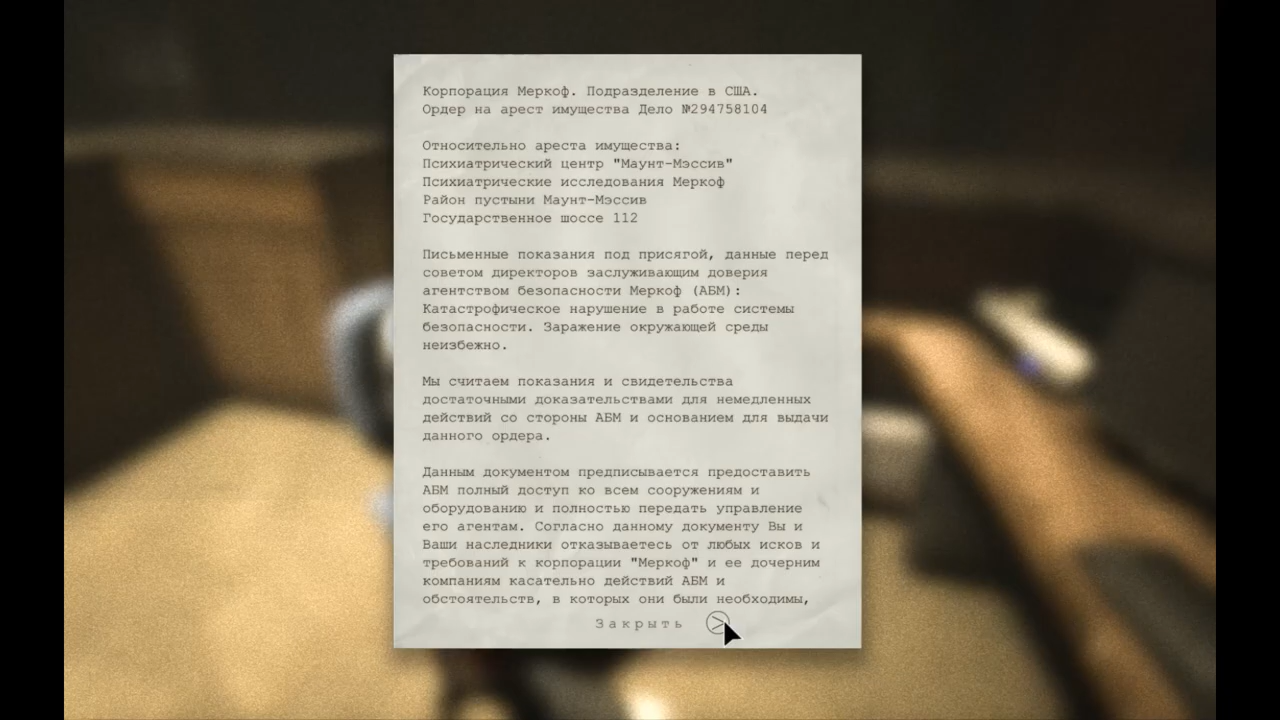 Корпорация Меркоф. Подразделение в США.
Ордер на арест имущества Дело №294758104
Относительно ареста имущества:
Психиатрический центр "Маунт-Мэссив"
Психиатрические исследования Меркоф
Район пустыни Маунт-Мэссив
Государственное шоссе 112
Письменные показания под присягой, данные перед
советом директоров заслуживающим доверия
агентством безопасности Меркоф (АБМ):
Катастрофическое нарушение в работе системы
безопасности. Заражение окружающей среды
неизбежно.
Мы считаем показания и свидетельства
достаточными доказательствами для немедленных
действий со стороны АБМ и основанием для выдачи
данного ордера.
Данным документом предписывается предоставить
АБМ полный доступ ко всем сооружениям и
оборудованию и полностью передать управление
его агентам. Согласно данному документу Вы и
Ваши наследники отказываетесь от любых исков и
требований к корпорации "Меркоф" и ее дочерним
компаниям касательно действий АБМ и
обстоятельств, в которых они были необходимы,
Закрыть >